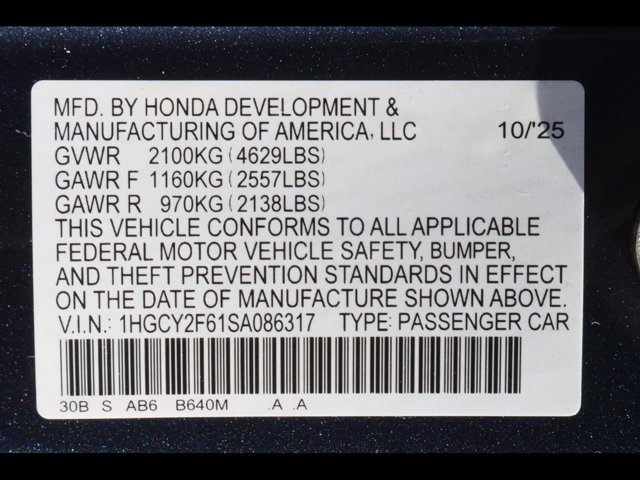 MFD. BY HONDA DEVELOPMENT &
MANUFACTURING OF AMERICA, LLC 10/'25
GVWR 2100KG (4629LBS)
GAWR F 1160KG (2557LBS)
GAWR R 970KG (2138LBS)
THIS VEHICLE CONFORMS TO ALL APPLICABLE
FEDERAL MOTOR VEHICLE SAFETY, BUMPER,
AND THEFT PREVENTION STANDARDS IN EFFECT
ON THE DATE OF MANUFACTURE SHOWN ABOVE.
V.I.N.: 1HGCY2F61SA086317 TYPE: PASSENGER CAR
30B S AB6 B640M .A .A